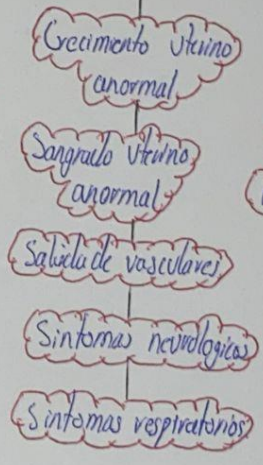 Crecimiento Uterino
anormal
Sangrado Uterino
anormal
Salida de vasculares
Sintomas neurologicos
Sintomas respiratorios